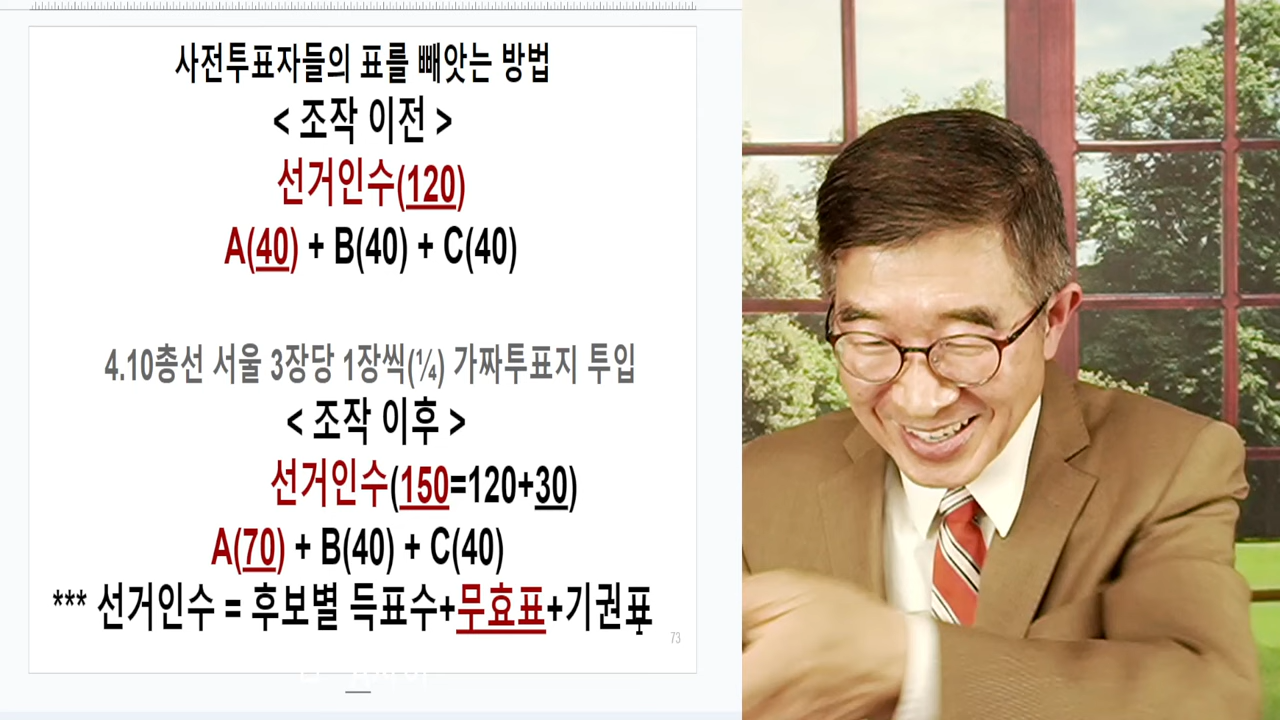 사전투표자들의 표를 빼앗는 방법
< 조작 이전 >
선거인수(120)
A(40) + B(40) + C(40)
4.10총선 서울 3장당 1장씩(¼) 가짜투표지 투입
< 조작 이후 >
선거인수(150=120+30)
A(70) + B(40) + C(40)
*** 선거인수 = 후보별 득표수+무효표+기권표
73